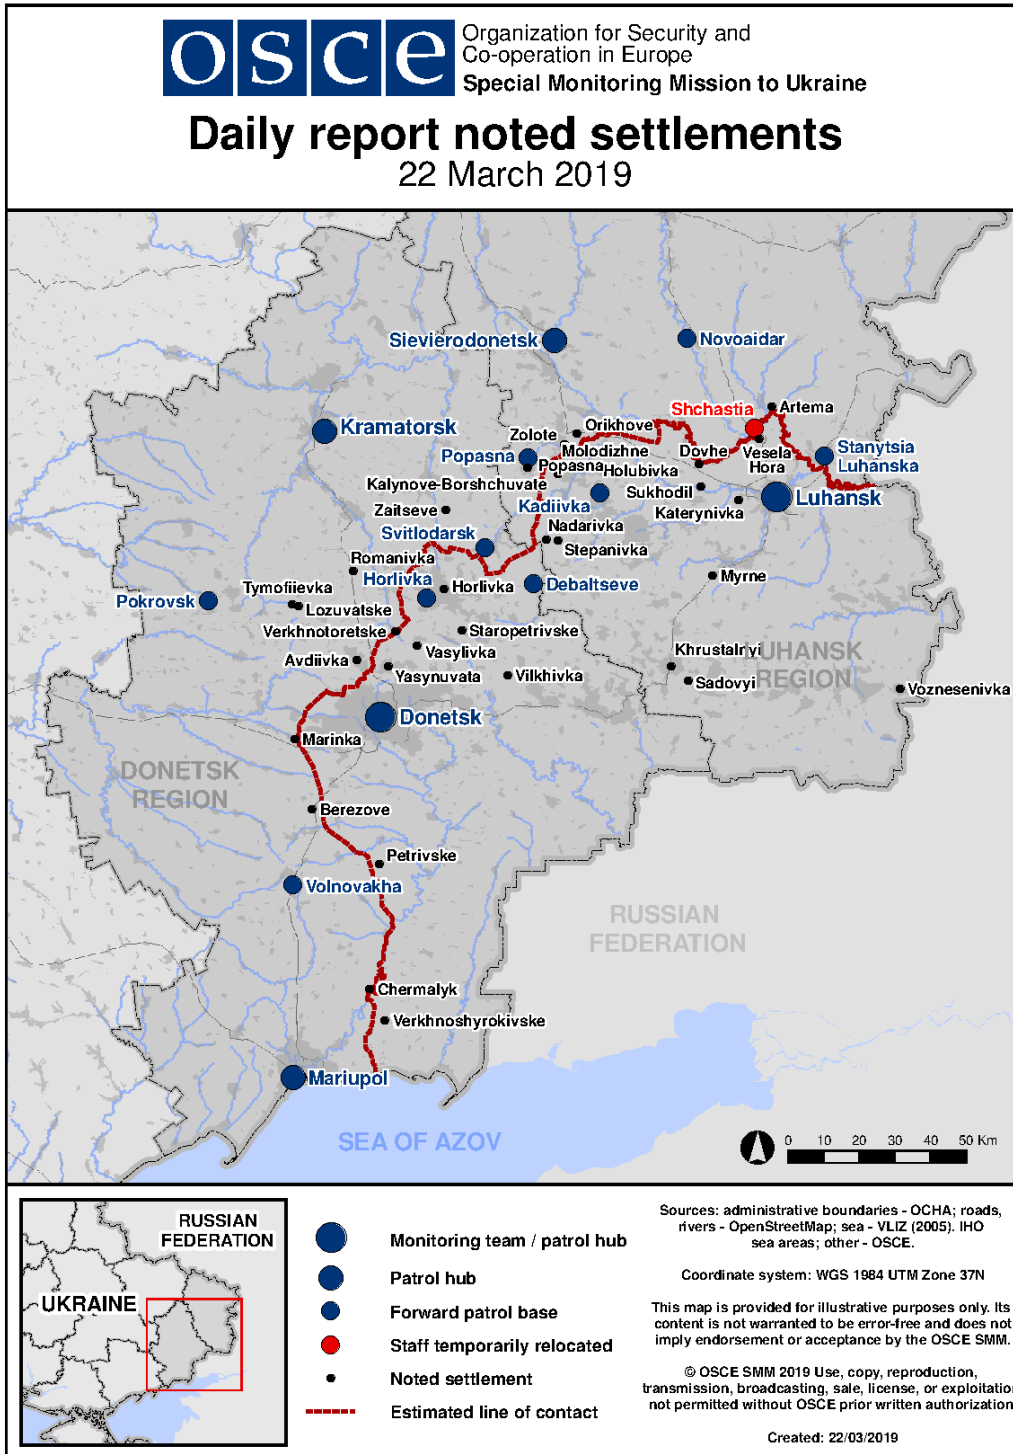 osce
Organization for Security and
Co-operation in Europe
Special Monitoring Mission to Ukraine
Daily report noted settlements
22 March 2019
Sievierodonetsk
Novoaidar
Shchastia
Artema
Kramatorsk
Orikhove
Zolote
Molodizhne
Dovhe
Vesela
Hora
Stanytsia
Luhanska
Popasna
Popasna
Holubivka
Kalynove-Borshchuvate
Sukhodil
Luhansk
Kadiivka
Katerynivka
Zaitseve
Svitlodarsk
Nadarivka
Stepanivka
Romanivka
Horlivka
Horlivka
Debaltseve
Myrne
Tymofiievka
Pokrovsk
Lozuvatske
Verkhnotoretske
Staropetrivske
Vasylivka
Khrustalnyi
LUHANSK
REGION
Avdiivka
Yasynuvata
Vilkhivka
Sadovyi
Voznesenivka
Donetsk
Marinka
DONETSK
REGION
Berezove
Petrivske
Volnovakha
RUSSIAN
FEDERATION
Chermalyk
Verkhnoshyrokivske
Mariupol
SEA OF AZOV
0 10 20 30 40 50 Km
RUSSIAN
FEDERATION
UKRAINE
Monitoring team / patrol hub
Patrol hub
Forward patrol base
Staff temporarily relocated
Noted settlement
Estimated line of contact
Sources: administrative boundaries - OCHA; roads,
rivers - OpenStreetMap; sea - VLIZ (2005). IHO
sea areas; other - OSCE.
Coordinate system: WGS 1984 UTM Zone 37N
This map is provided for illustrative purposes only. Its
content is not warranted to be error-free and does not
imply endorsement or acceptance by the OSCE SMM.
© OSCE SMM 2019 Use, copy, reproduction,
transmission, broadcasting, sale, license, or exploitation
not permitted without OSCE prior written authorization
Created: 22/03/2019